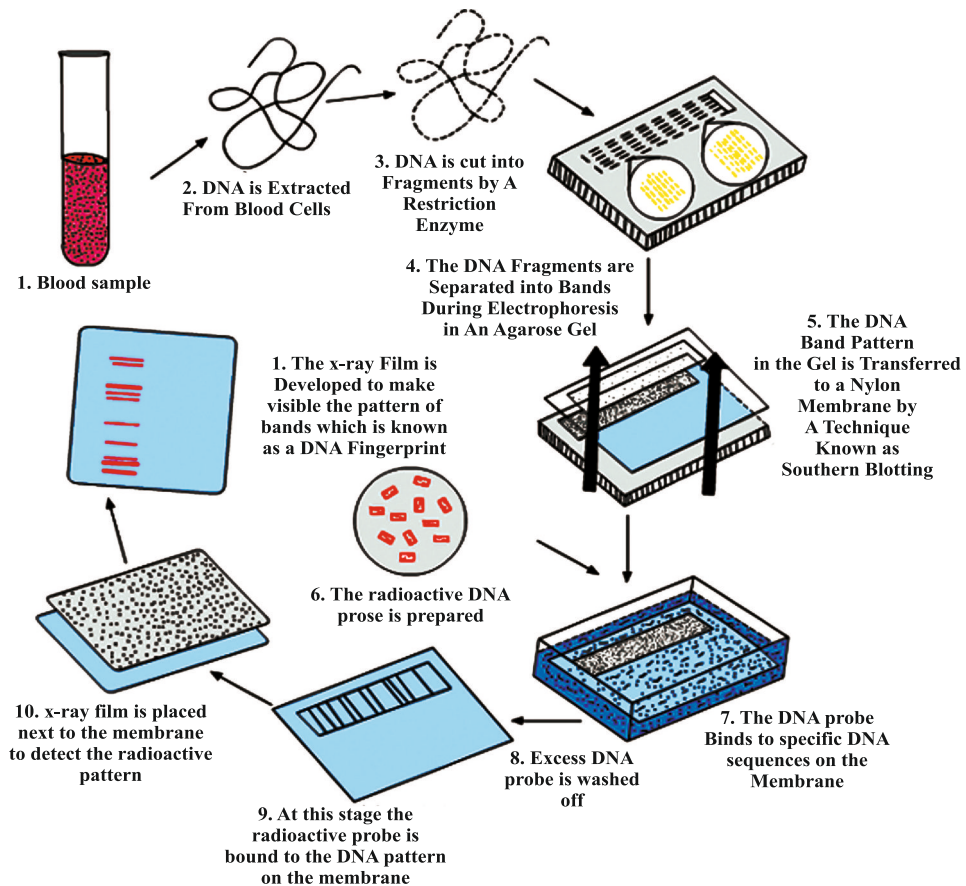 1. Blood sample
2. DNA is Extracted
From Blood Cells
3. DNA is cut into
Fragments by A
Restriction
Enzyme
4. The DNA Fragments are
Separated into Bands
During Electrophoresis
in An Agarose Gel
5. The DNA
Band Pattern
in the Gel is Transferred
to a Nylon
Membrane by
A Technique
Known as
Southern Blotting
6. The radioactive DNA
prose is prepared
7. The DNA probe
Binds to specific DNA
sequences on the
Membrane
8. Excess DNA
probe is washed
off
9. At this stage the
radioactive probe is
bound to the DNA pattern
on the membrane
10. x-ray film is placed
next to the membrane
to detect the radioactive
pattern
1. The x-ray Film is
Developed to make
visible the pattern of
bands which is known
as a DNA Fingerprint